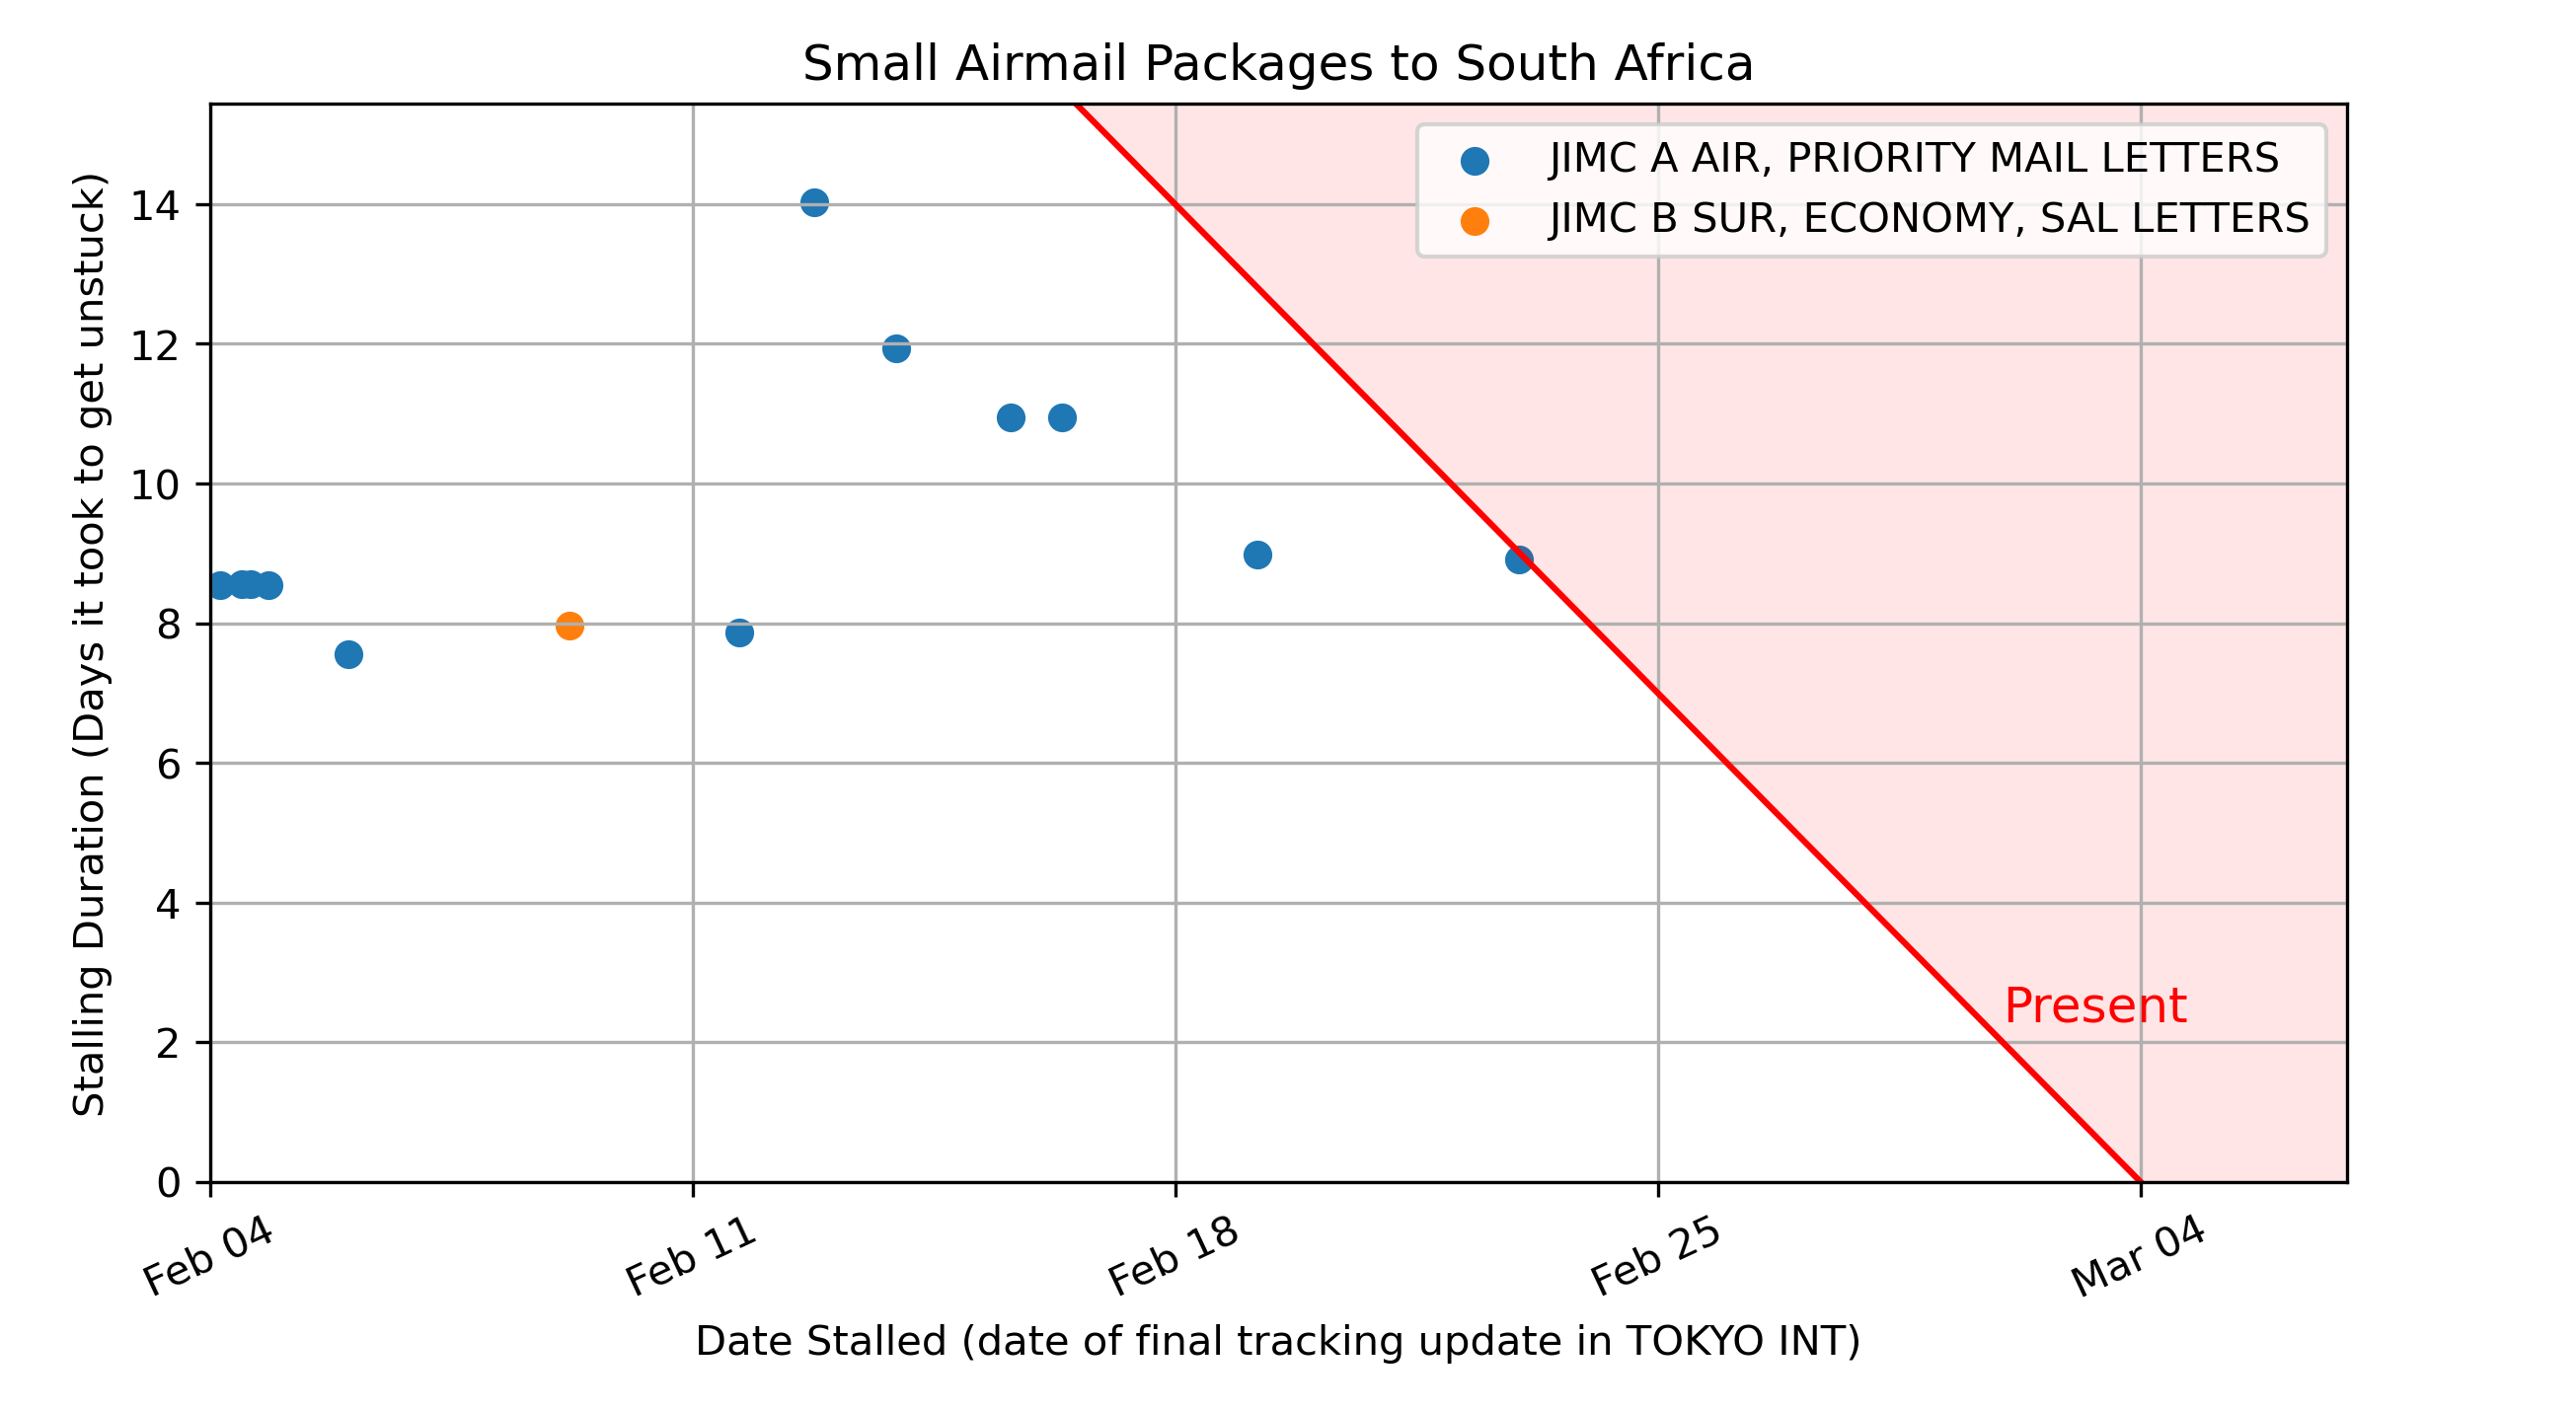 Small Airmail Packages to South Africa
JIMC A AIR, PRIORITY MAIL LETTERS
JIMC B SUR, ECONOMY, SAL LETTERS
Stalling Duration (Days it took to get unstuck)
14
12
10
8
6
4
2
0
Present
Feb 04
Feb 11
Feb 18
Feb 25
Mar 04
Date Stalled (date of final tracking update in TOKYO INT)